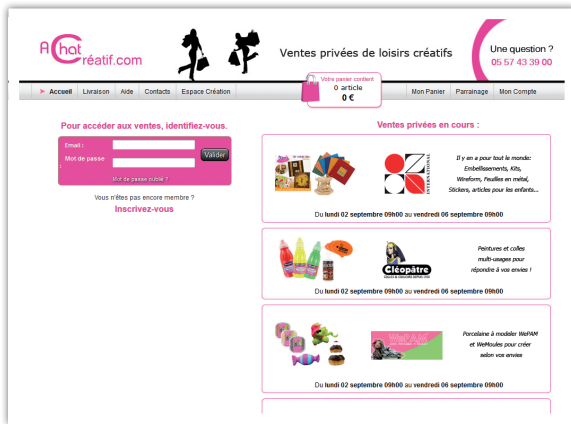 AChat
Créatif.com
Ventes privées de loisirs créatifs
Une question ?
05 57 43 39 00
Votre panier contient
0 article
0 €
➤ Accueil
Livraison
Aide
Contacts
Espace Création
Mon Panier
Parrainage
Mon Compte
Pour accéder aux ventes, identifiez-vous.
Email :
Mot de passe
:
Valider
Mot de passe oublié ?
Vous n'êtes pas encore membre ?
Inscrivez-vous
Ventes privées en cours :
INTERNATIONAL
Il y en a pour tout le monde:
Embellissements, Kits,
Wireform, Feuilles en métal,
Stickers, articles pour les enfants...
Du lundi 02 septembre 09h00 au vendredi 06 septembre 09h00
Cléopâtre
Peintures et colles
multi-usages pour
répondre à vos envies !
Du lundi 02 septembre 09h00 au vendredi 06 septembre 09h00
WePAM
Porcelaine à modeler WePAM
et WeMoules pour créer
selon vos envies
Du lundi 02 septembre 09h00 au vendredi 06 septembre 09h00